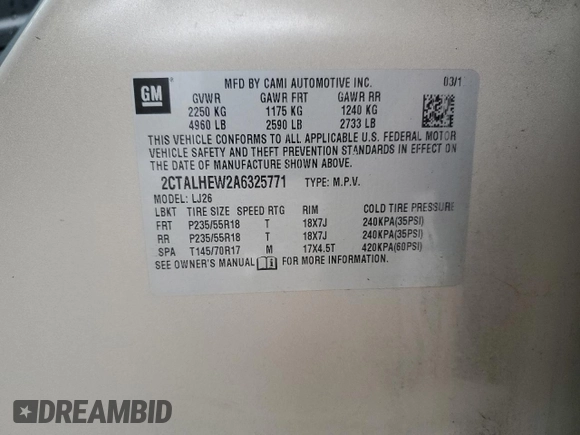 GM
MFD BY CAMI AUTOMOTIVE INC. 03/1
GVWR GAWR FRT GAWR RR
2250 KG 1175 KG 1240 KG
4960 LB 2590 LB 2733 LB
THIS VEHICLE CONFORMS TO ALL APPLICABLE U.S. FEDERAL MOTOR
VEHICLE SAFETY AND THEFT PREVENTION STANDARDS IN EFFECT ON
THE DATE OF MANUFACTURE SHOWN ABOVE.
2CTALHEW2A6325771 TYPE: M.P.V.
MODEL: LJ26
LBKT TIRE SIZE SPEED RTG RIM COLD TIRE PRESSURE
FRT P235/55R18 T 18X7J 240KPA(35PSI)
RR P235/55R18 T 18X7J 240KPA(35PSI)
SPA T145/70R17 M 17X4.5T 420KPA(60PSI)
SEE OWNER'S MANUAL FOR MORE INFORMATION.
DREAMBID